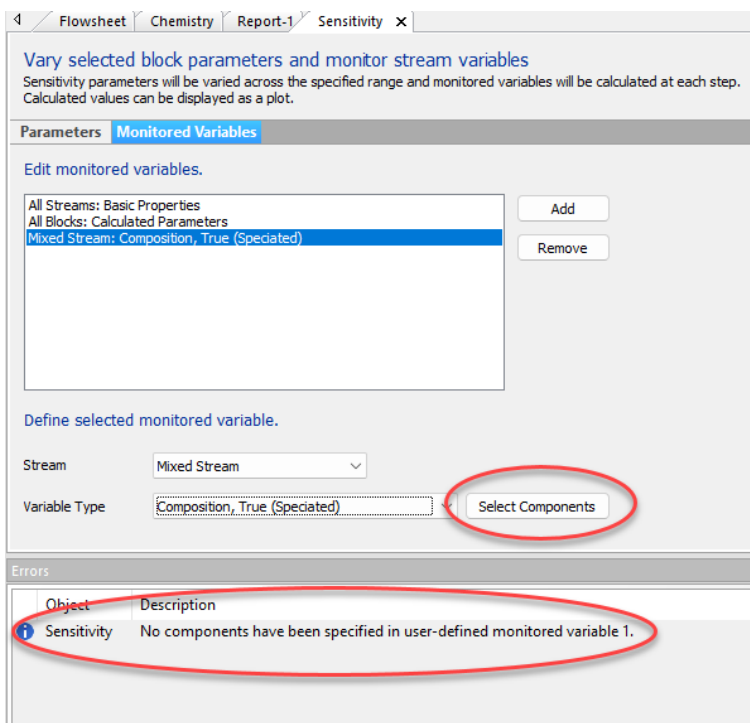 Flowsheet Chemistry Report-1 Sensitivity x
Vary selected block parameters and monitor stream variables
Sensitivity parameters will be varied across the specified range and monitored variables will be calculated at each step.
Calculated values can be displayed as a plot.
Parameters Monitored Variables
Edit monitored variables.
All Streams: Basic Properties
All Blocks: Calculated Parameters
Mixed Stream: Composition, True (Speciated)
Add
Remove
Define selected monitored variable.
Stream Mixed Stream
Variable Type Composition, True (Speciated) Select Components
Errors
Object Description
Sensitivity No components have been specified in user-defined monitored variable 1.